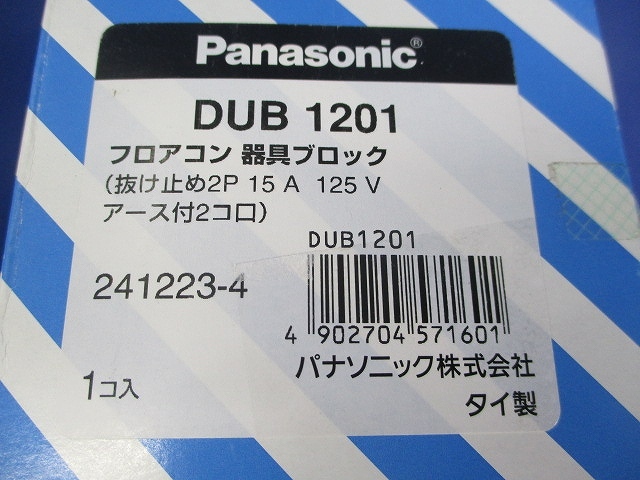 Panasonic®
DUB 1201
フロアコン 器具ブロック
(抜け止め2P 15 A 125 V
アース付2コ口)
DUB1201
241223-4
4 902704 571601
パナソニック株式会社
1コ入
タイ製